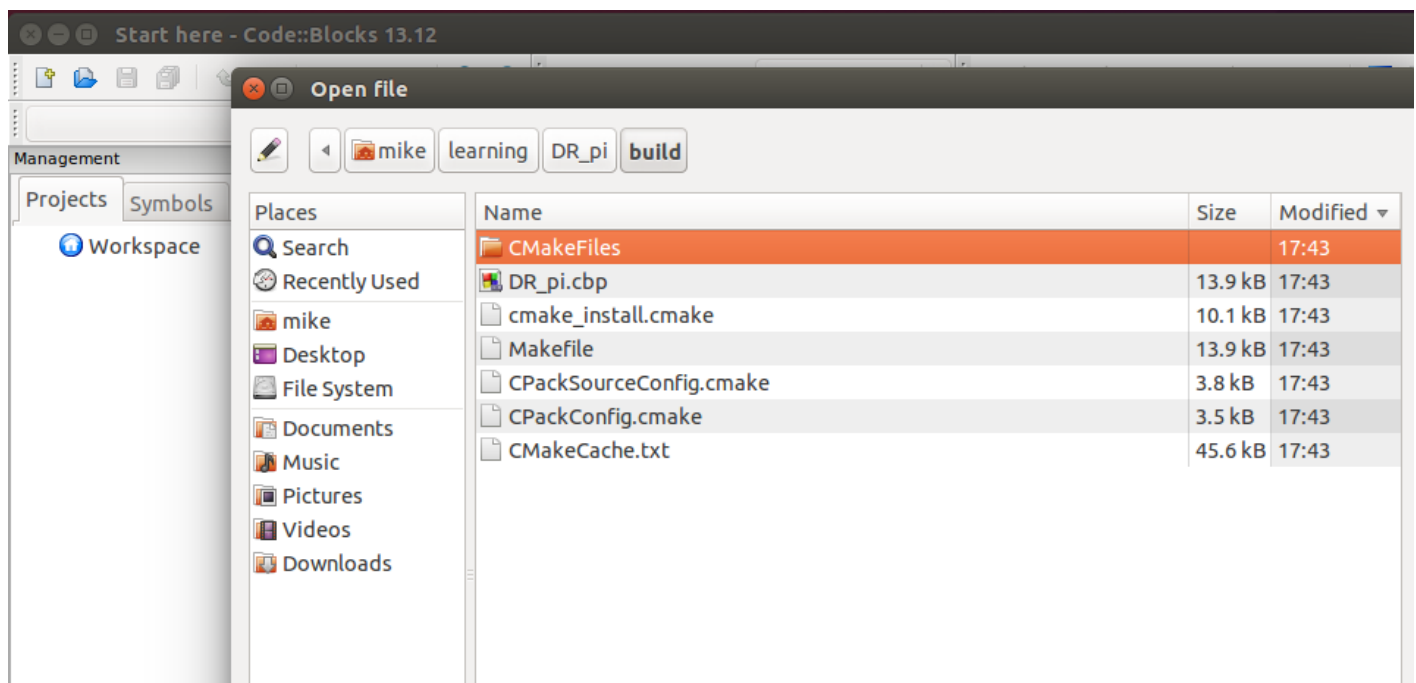 Start here - Code::Blocks 13.12
Open file
mike learning DR_pi build
Management
Projects Symbols
Workspace
Places
Search
Recently Used
mike
Desktop
File System
Documents
Music
Pictures
Videos
Downloads
Name Size Modified
CMakeFiles 17:43
DR_pi.cbp 13.9 kB 17:43
cmake_install.cmake 10.1 kB 17:43
Makefile 13.9 kB 17:43
CPackSourceConfig.cmake 3.8 kB 17:43
CPackConfig.cmake 3.5 kB 17:43
CMakeCache.txt 45.6 kB 17:43